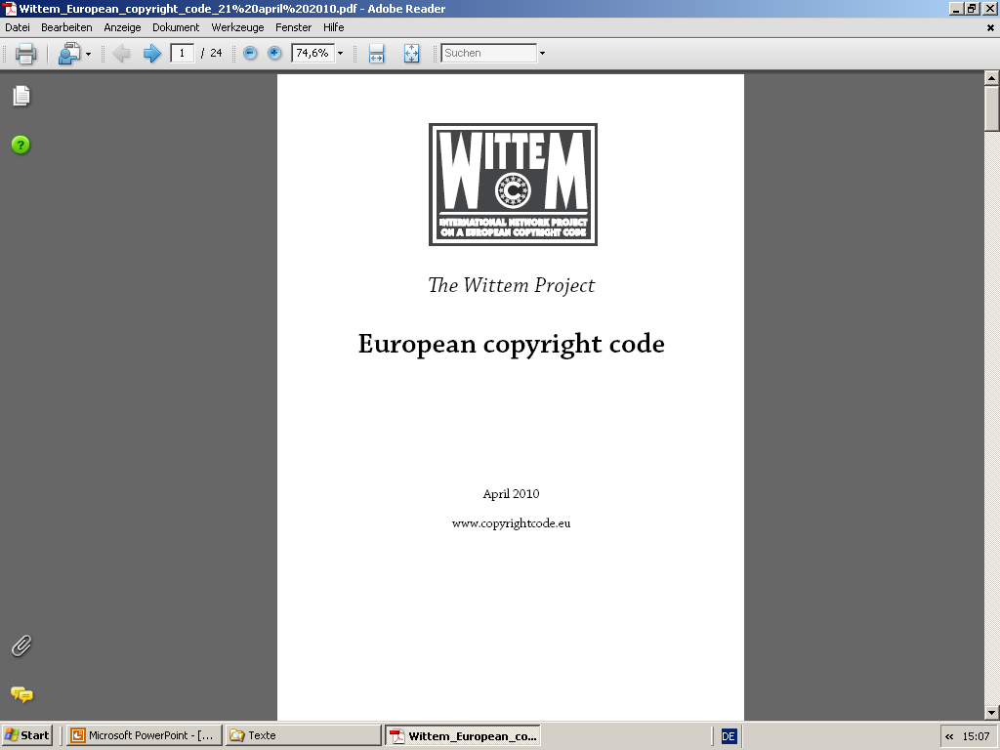 Wittem_European_copyright_code_21%20april%202010.pdf - Adobe Reader
Datei Bearbeiten Anzeige Dokument Werkzeuge Fenster Hilfe
1 / 24 74,6% Suchen
WITTEM
C
INTERNATIONAL NETWORK PROJECT
ON A EUROPEAN COPYRIGHT CODE
The Wittem Project
European copyright code
April 2010
www.copyrightcode.eu
Start Microsoft PowerPoint - [... Texte Wittem_European_co... DE « 15:07